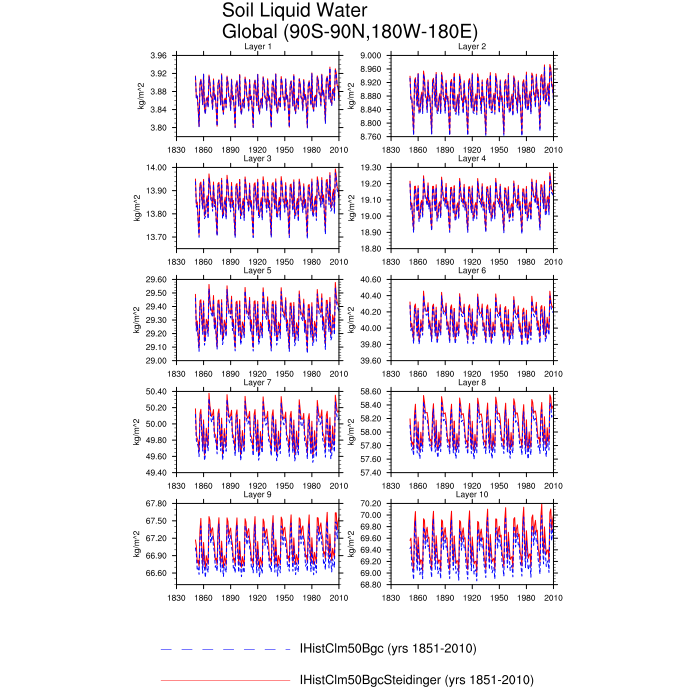 Soil Liquid Water
Global (90S-90N,180W-180E)
Layer 1
Layer 2
3.96
3.92
3.88
3.84
3.80
kg/m^2
1830 1860 1890 1920 1950 1980 2010
9.000
8.960
8.920
8.880
8.840
8.800
8.760
kg/m^2
1830 1860 1890 1920 1950 1980 2010
Layer 3
Layer 4
14.00
13.90
13.80
13.70
kg/m^2
1830 1860 1890 1920 1950 1980 2010
19.30
19.20
19.10
19.00
18.90
18.80
kg/m^2
1830 1860 1890 1920 1950 1980 2010
Layer 5
Layer 6
29.60
29.50
29.40
29.30
29.20
29.10
29.00
kg/m^2
1830 1860 1890 1920 1950 1980 2010
40.60
40.40
40.20
40.00
39.80
39.60
kg/m^2
1830 1860 1890 1920 1950 1980 2010
Layer 7
Layer 8
50.40
50.20
50.00
49.80
49.60
49.40
kg/m^2
1830 1860 1890 1920 1950 1980 2010
58.60
58.40
58.20
58.00
57.80
57.60
57.40
kg/m^2
1830 1860 1890 1920 1950 1980 2010
Layer 9
Layer 10
67.80
67.50
67.20
66.90
66.60
kg/m^2
1830 1860 1890 1920 1950 1980 2010
70.20
70.00
69.80
69.60
69.40
69.20
69.00
68.80
kg/m^2
1830 1860 1890 1920 1950 1980 2010
IHistClm50Bgc (yrs 1851-2010)
IHistClm50BgcSteidinger (yrs 1851-2010)